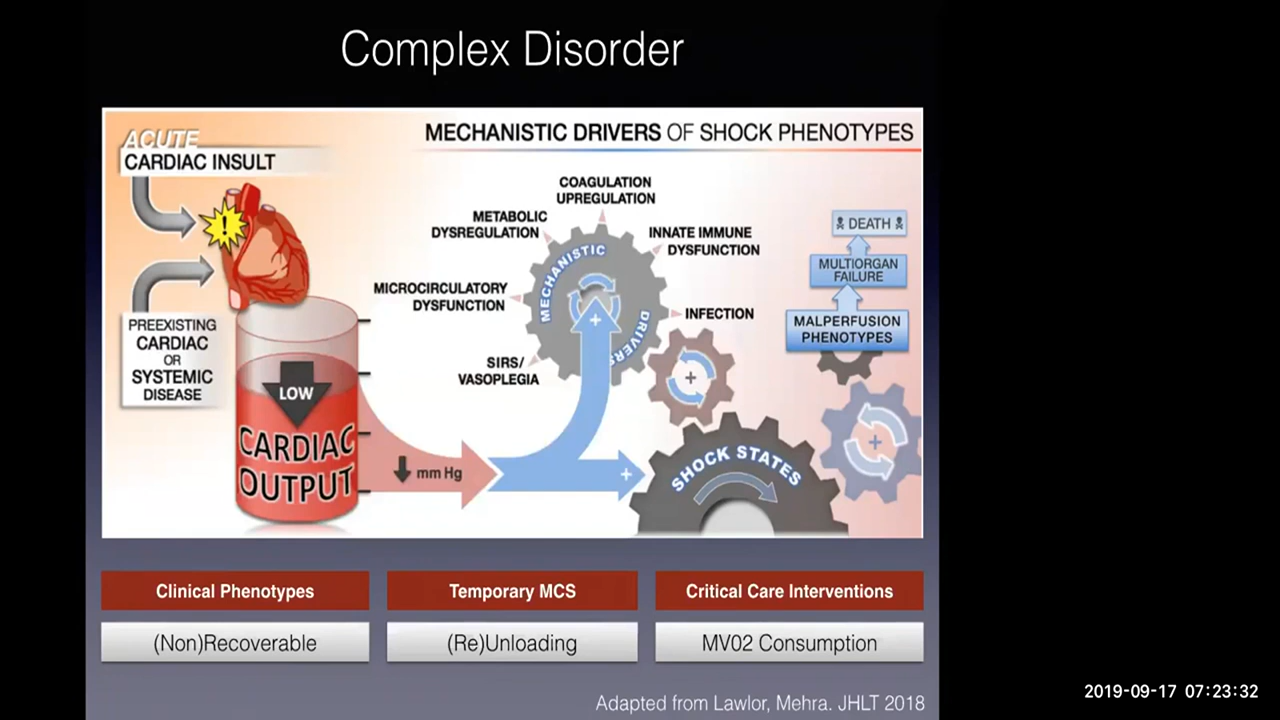 Complex Disorder
ACUTE
CARDIAC INSULT
MECHANISTIC DRIVERS OF SHOCK PHENOTYPES
!
PREEXISTING
CARDIAC
OR
SYSTEMIC
DISEASE
LOW
CARDIAC
OUTPUT
mm Hg
COAGULATION
UPREGULATION
METABOLIC
DYSREGULATION
INNATE IMMUNE
DYSFUNCTION
MICROCIRCULATORY
DYSFUNCTION
INFECTION
SIRS/
VASOPLEGIA
MECHANISTIC
DRIVERS
+
+
+
+
SHOCK STATES
DEATH
MULTIORGAN
FAILURE
MALPERFUSION
PHENOTYPES
Clinical Phenotypes
Temporary MCS
Critical Care Interventions
(Non)Recoverable
(Re)Unloading
MV02 Consumption
Adapted from Lawlor, Mehra. JHLT 2018
2019-09-17 07:23:32